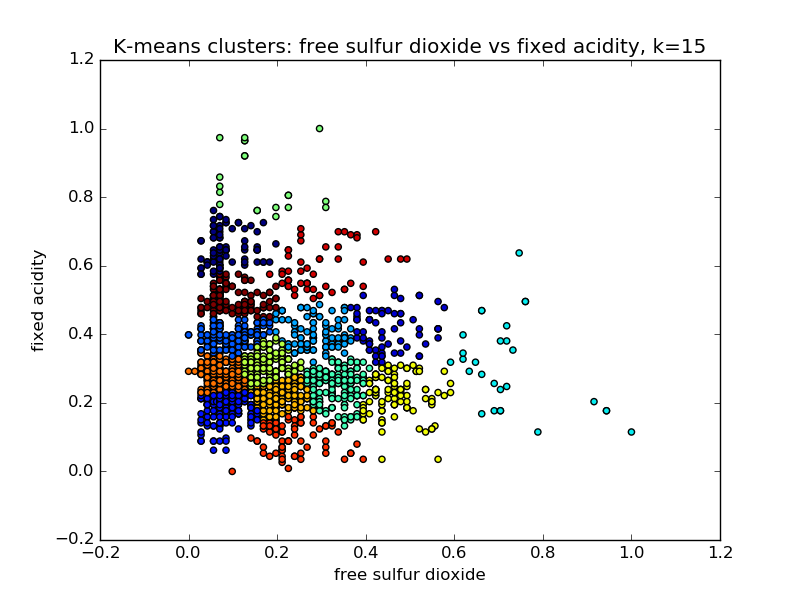 K-means clusters: free sulfur dioxide vs fixed acidity, k=15
1.2
1.0
0.8
0.6
0.4
0.2
0.0
−0.2
fixed acidity
−0.2 0.0 0.2 0.4 0.6 0.8 1.0 1.2
free sulfur dioxide